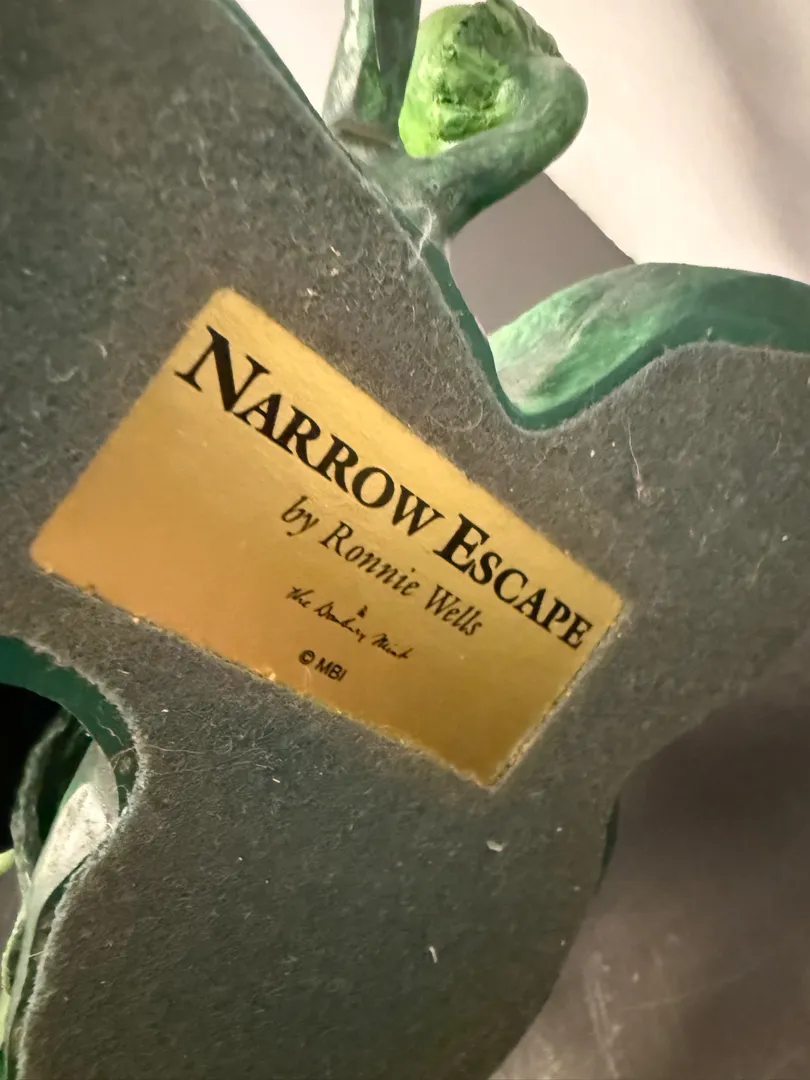 NARROW ESCAPE
by Ronnie Wells
the Danbury Mint
© MBI